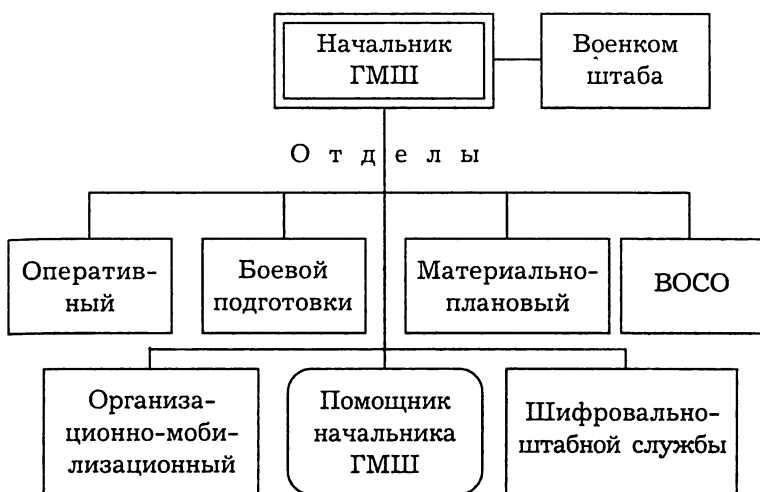 Начальник
ГМШ
Военком
штаба
Отделы
Оператив-
ный
Боевой
подготовки
Материально-
плановый
ВОСО
Организа-
ционно-моби-
лизационный
Помощник
начальника
ГМШ
Шифровально-
штабной службы